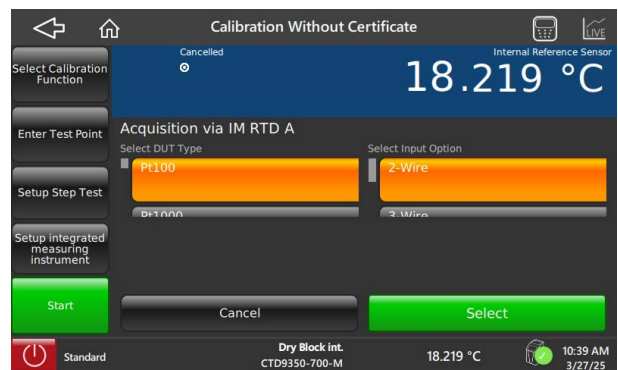 Calibration Without Certificate
LIVE
Select Calibration
Function
Cancelled
Internal Reference Sensor
18.219 °C
Enter Test Point
Acquisition via IM RTD A
Select DUT Type
Select Input Option
Pt100
2-Wire
Pt1000
3-Wire
Setup Step Test
Setup integrated
measuring
instrument
Start
Cancel
Select
Standard
Dry Block int.
CTD9350-700-M
18.219 °C
10:39 AM
3/27/25